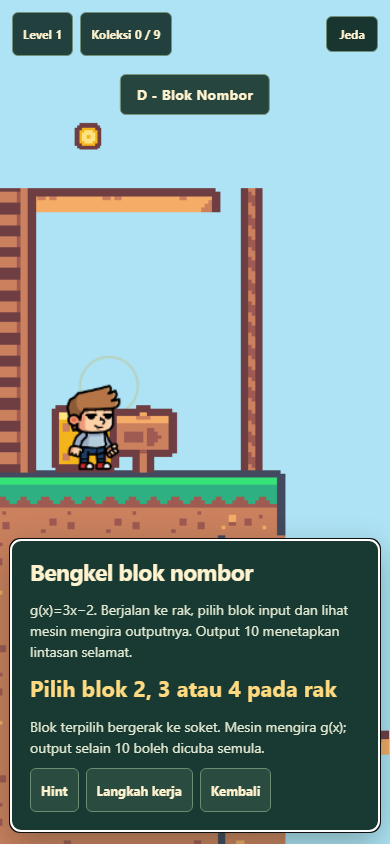 Level 1
Koleksi 0 / 9
Jeda
D - Blok Nombor
Bengkel blok nombor
g(x)=3x−2. Berjalan ke rak, pilih blok input dan lihat
mesin mengira outputnya. Output 10 menetapkan
lintasan selamat.
Pilih blok 2, 3 atau 4 pada rak
Blok terpilih bergerak ke soket. Mesin mengira g(x);
output selain 10 boleh dicuba semula.
Hint
Langkah kerja
Kembali